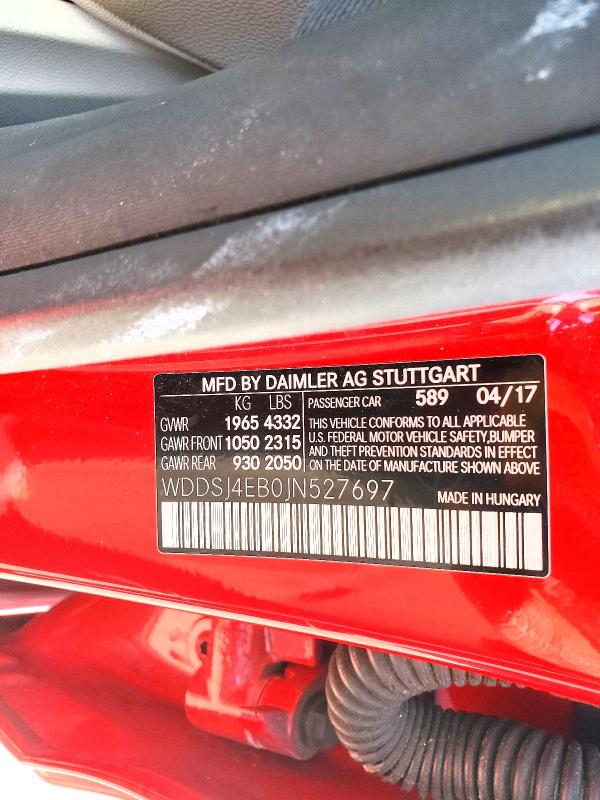 MFD BY DAIMLER AG STUTTGART
KG LBS
GVWR 1965 4332
GAWR FRONT 1050 2315
GAWR REAR 930 2050
PASSENGER CAR 589 04/17
THIS VEHICLE CONFORMS TO ALL APPLICABLE
U.S. FEDERAL MOTOR VEHICLE SAFETY,BUMPER
AND THEFT PREVENTION STANDARDS IN EFFECT
ON THE DATE OF MANUFACTURE SHOWN ABOVE
WDDSJ4EB0JN527697
MADE IN HUNGARY